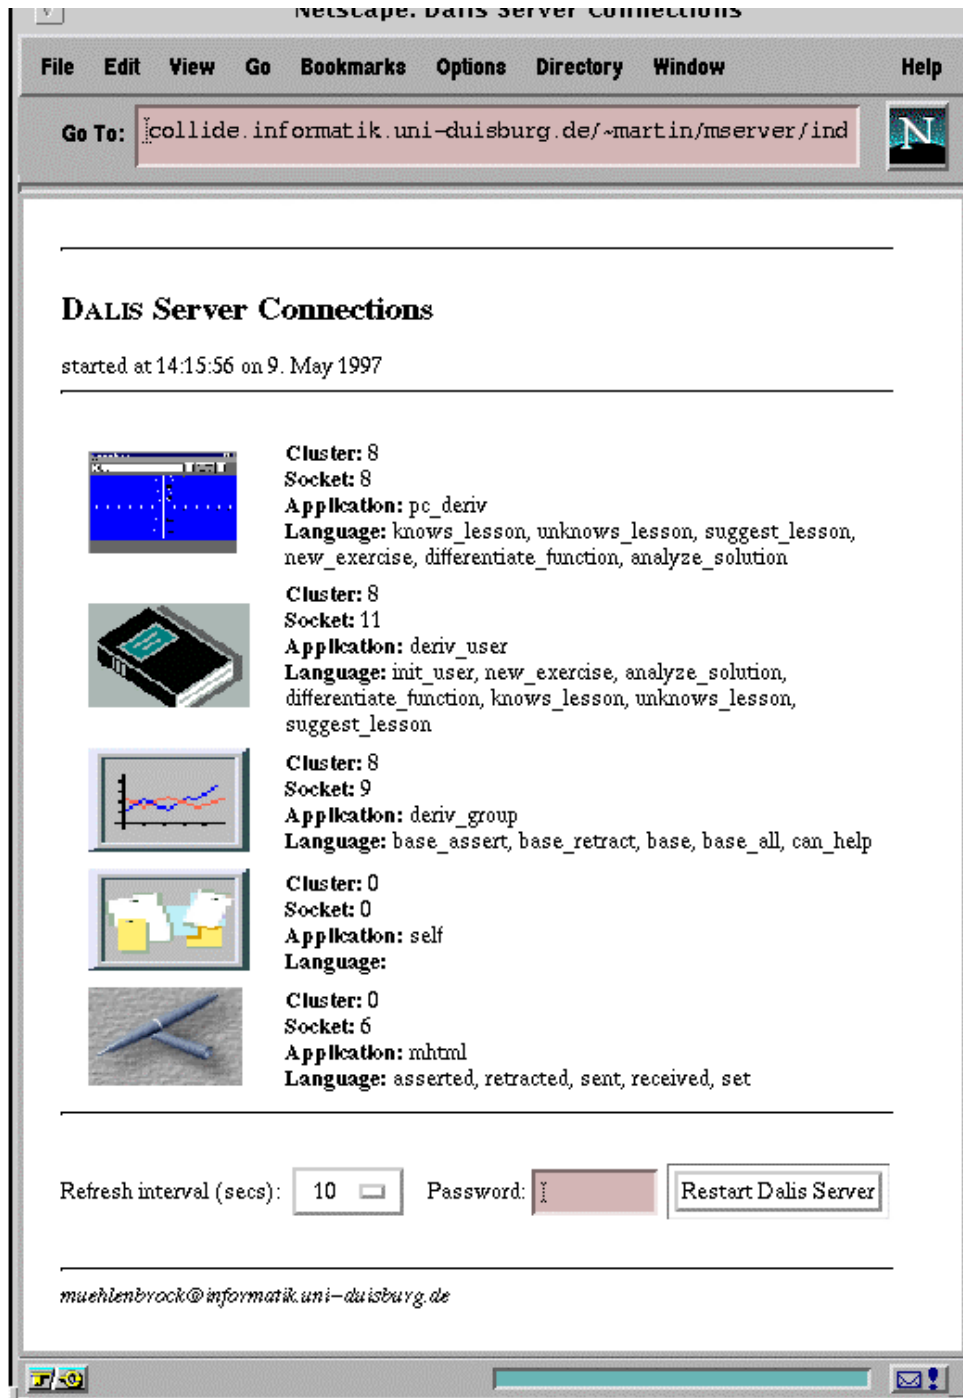 Netscape: Dalis Server Connections
File Edit View Go Bookmarks Options Directory Window Help
Go To: collide.informatik.uni-duisburg.de/~martin/mserver/ind
N
DALIS Server Connections
started at 14:15:56 on 9. May 1997
Cluster: 8
Socket: 8
Application: pc_deriv
Language: knows_lesson, unknows_lesson, suggest_lesson,
new_exercise, differentiate_function, analyze_solution
Cluster: 8
Socket: 11
Application: deriv_user
Language: init_user, new_exercise, analyze_solution,
differentiate_function, knows_lesson, unknows_lesson,
suggest_lesson
Cluster: 8
Socket: 9
Application: deriv_group
Language: base_assert, base_retract, base, base_all, can_help
Cluster: 0
Socket: 0
Application: self
Language:
Cluster: 0
Socket: 6
Application: mhtml
Language: asserted, retracted, sent, received, set
Refresh interval (secs): 10 Password: Restart Dalis Server
muehlenbrock@informatik.uni-duisburg.de